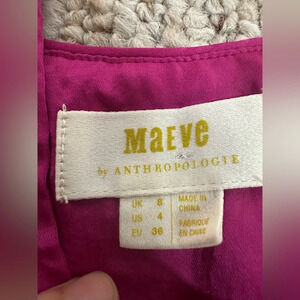 MaEVe
by ANTHROPOLOGIE
UK 8
US 4
EU 36
MADE IN
CHINA
FABRIQUÉ
EN CHINE